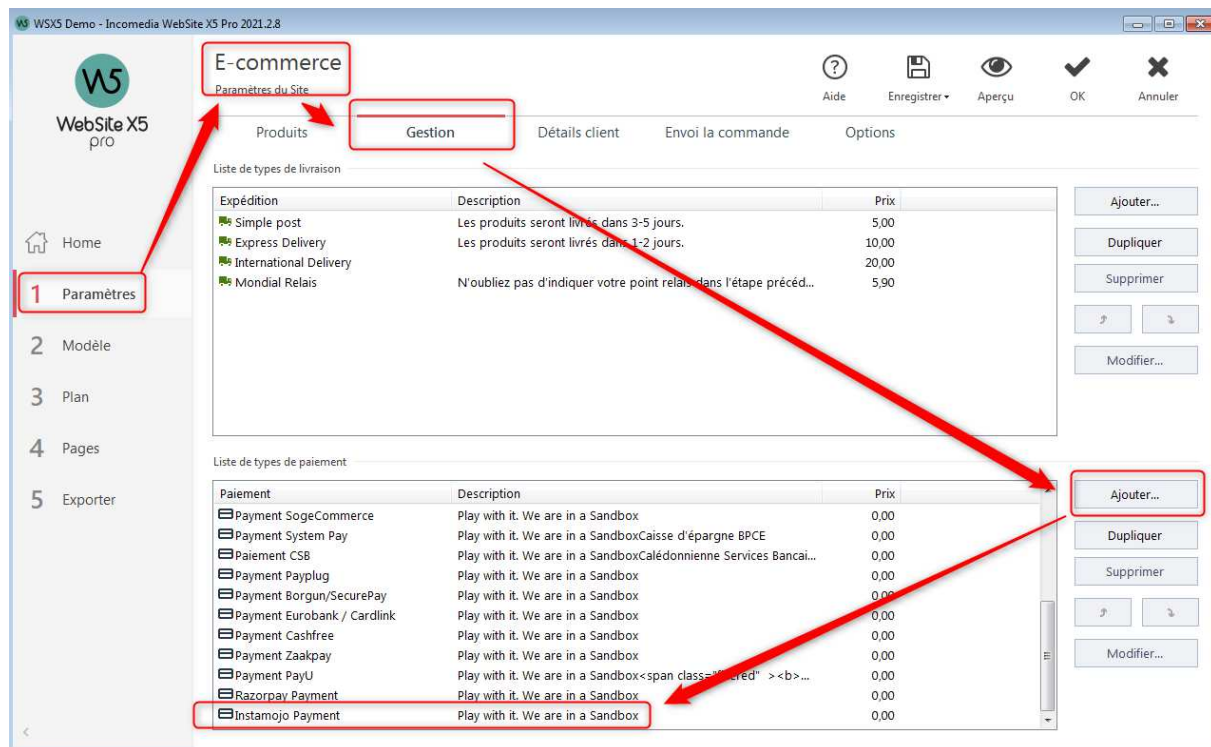 WSX5 Demo - Incomedia WebSite X5 Pro 2021.2.8
W5
WebSite X5
pro
E-commerce
Paramètres du Site
Aide
Enregistrer
Aperçu
OK
Annuler
Produits
Gestion
Détails client
Envoi la commande
Options
Home
1 Paramètres
2 Modèle
3 Plan
4 Pages
5 Exporter
Liste de types de livraison
Expédition Description Prix
Simple post Les produits seront livrés dans 3-5 jours. 5,00
Express Delivery Les produits seront livrés dans 1-2 jours. 10,00
International Delivery 20,00
Mondial Relais N'oubliez pas d'indiquer votre point relais dans l'étape précéd... 5,90
Ajouter...
Dupliquer
Supprimer
Modifier...
Liste de types de paiement
Paiement Description Prix
Payment SogeCommerce Play with it. We are in a Sandbox 0,00
Payment System Pay Play with it. We are in a SandboxCaisse d'épargne BPCE 0,00
Paiement CSB Play with it. We are in a SandboxCalédonnienne Services Bancai... 0,00
Payment Payplug Play with it. We are in a Sandbox 0,00
Payment Borgun/SecurePay Play with it. We are in a Sandbox 0,00
Payment Eurobank / Cardlink Play with it. We are in a Sandbox 0,00
Payment Cashfree Play with it. We are in a Sandbox 0,00
Payment Zaakpay Play with it. We are in a Sandbox 0,00
Payment PayU Play with it. We are in a Sandbox<span ><b>... 0,00
Razorpay Payment Play with it. We are in a Sandbox 0,00
Instamojo Payment Play with it. We are in a Sandbox 0,00
Ajouter...
Dupliquer
Supprimer
Modifier...